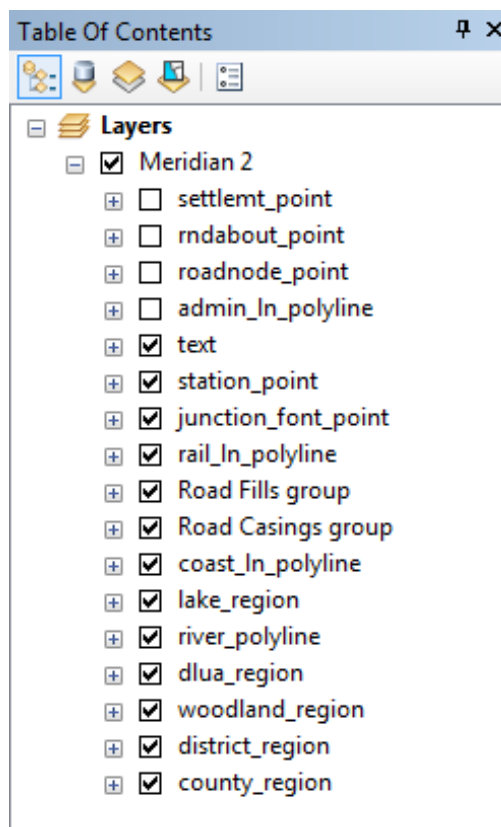 Table Of Contents
Layers
Meridian 2
settlemt_point
rndabout_point
roadnode_point
admin_ln_polyline
text
station_point
junction_font_point
rail_ln_polyline
Road Fills group
Road Casings group
coast_ln_polyline
lake_region
river_polyline
dlua_region
woodland_region
district_region
county_region